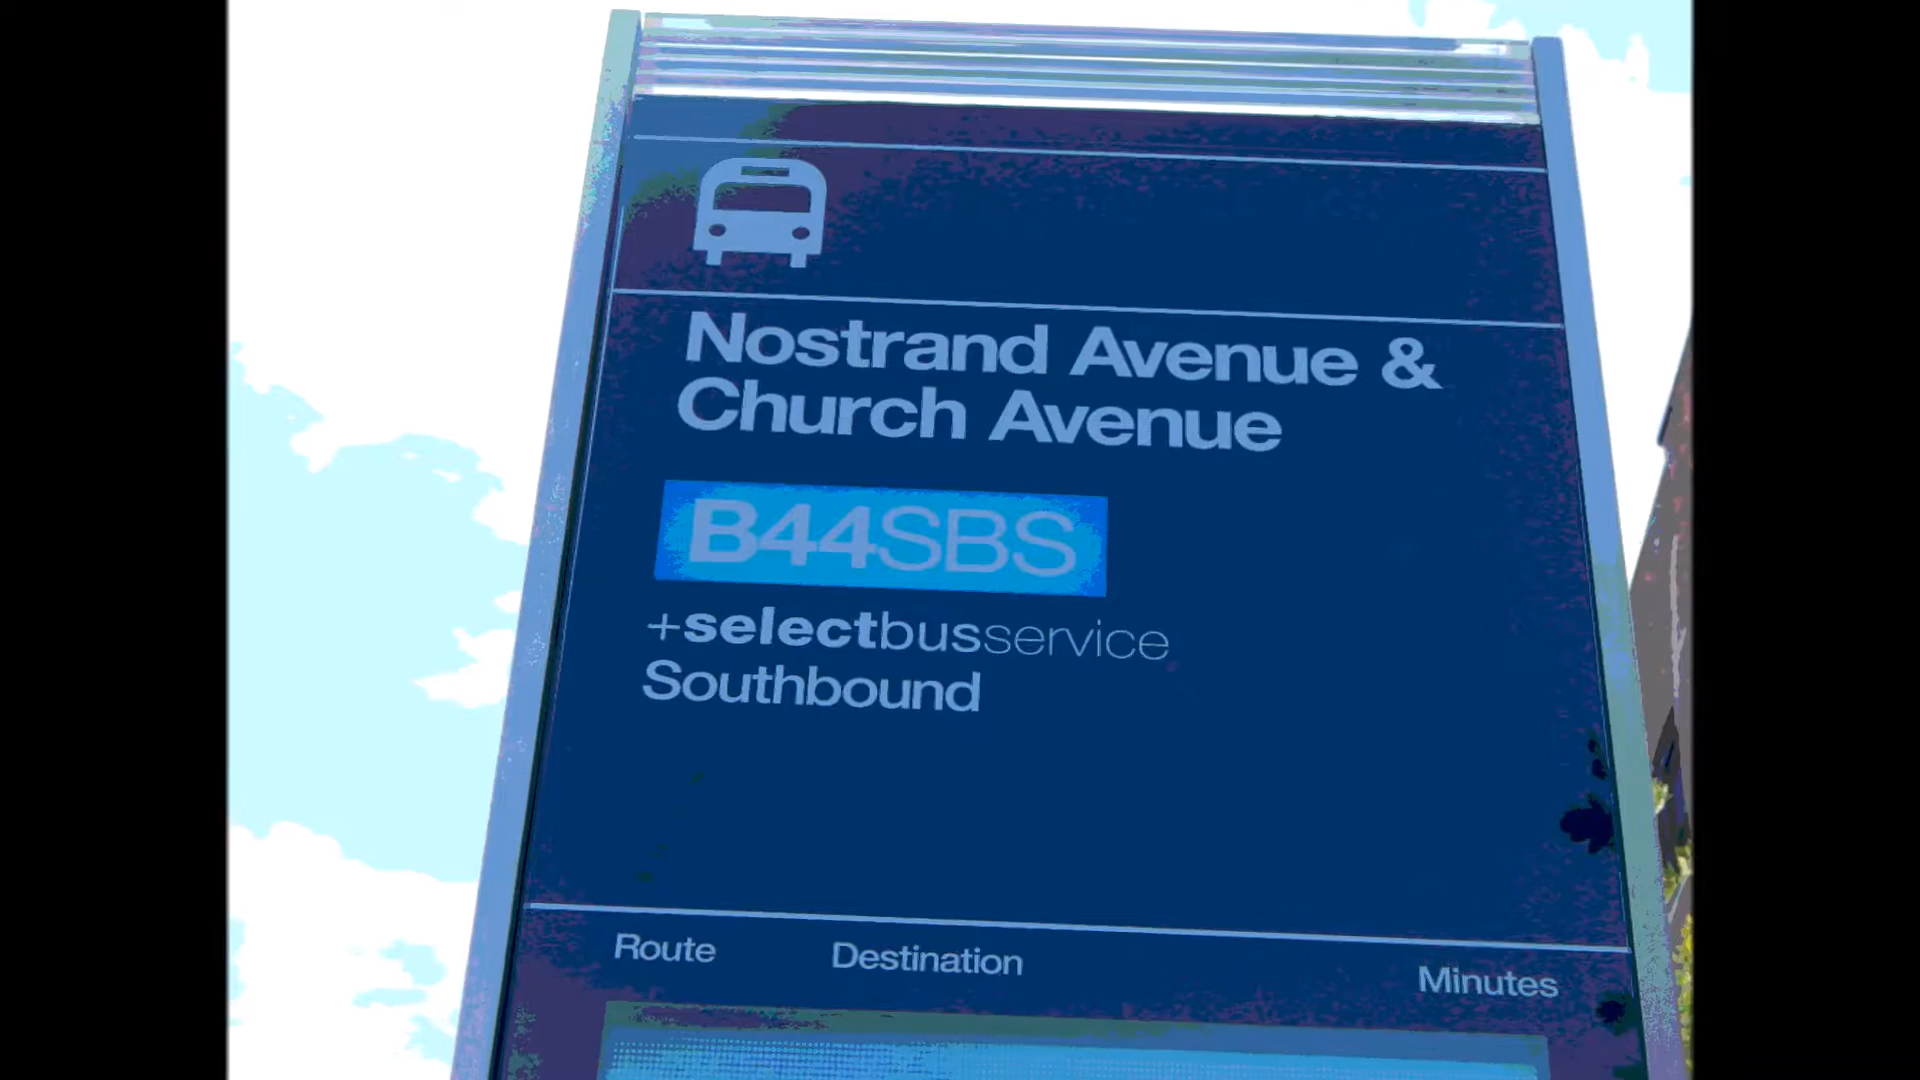 Nostrand Avenue &
Church Avenue
B44SBS
+selectbusservice
Southbound
Route Destination Minutes